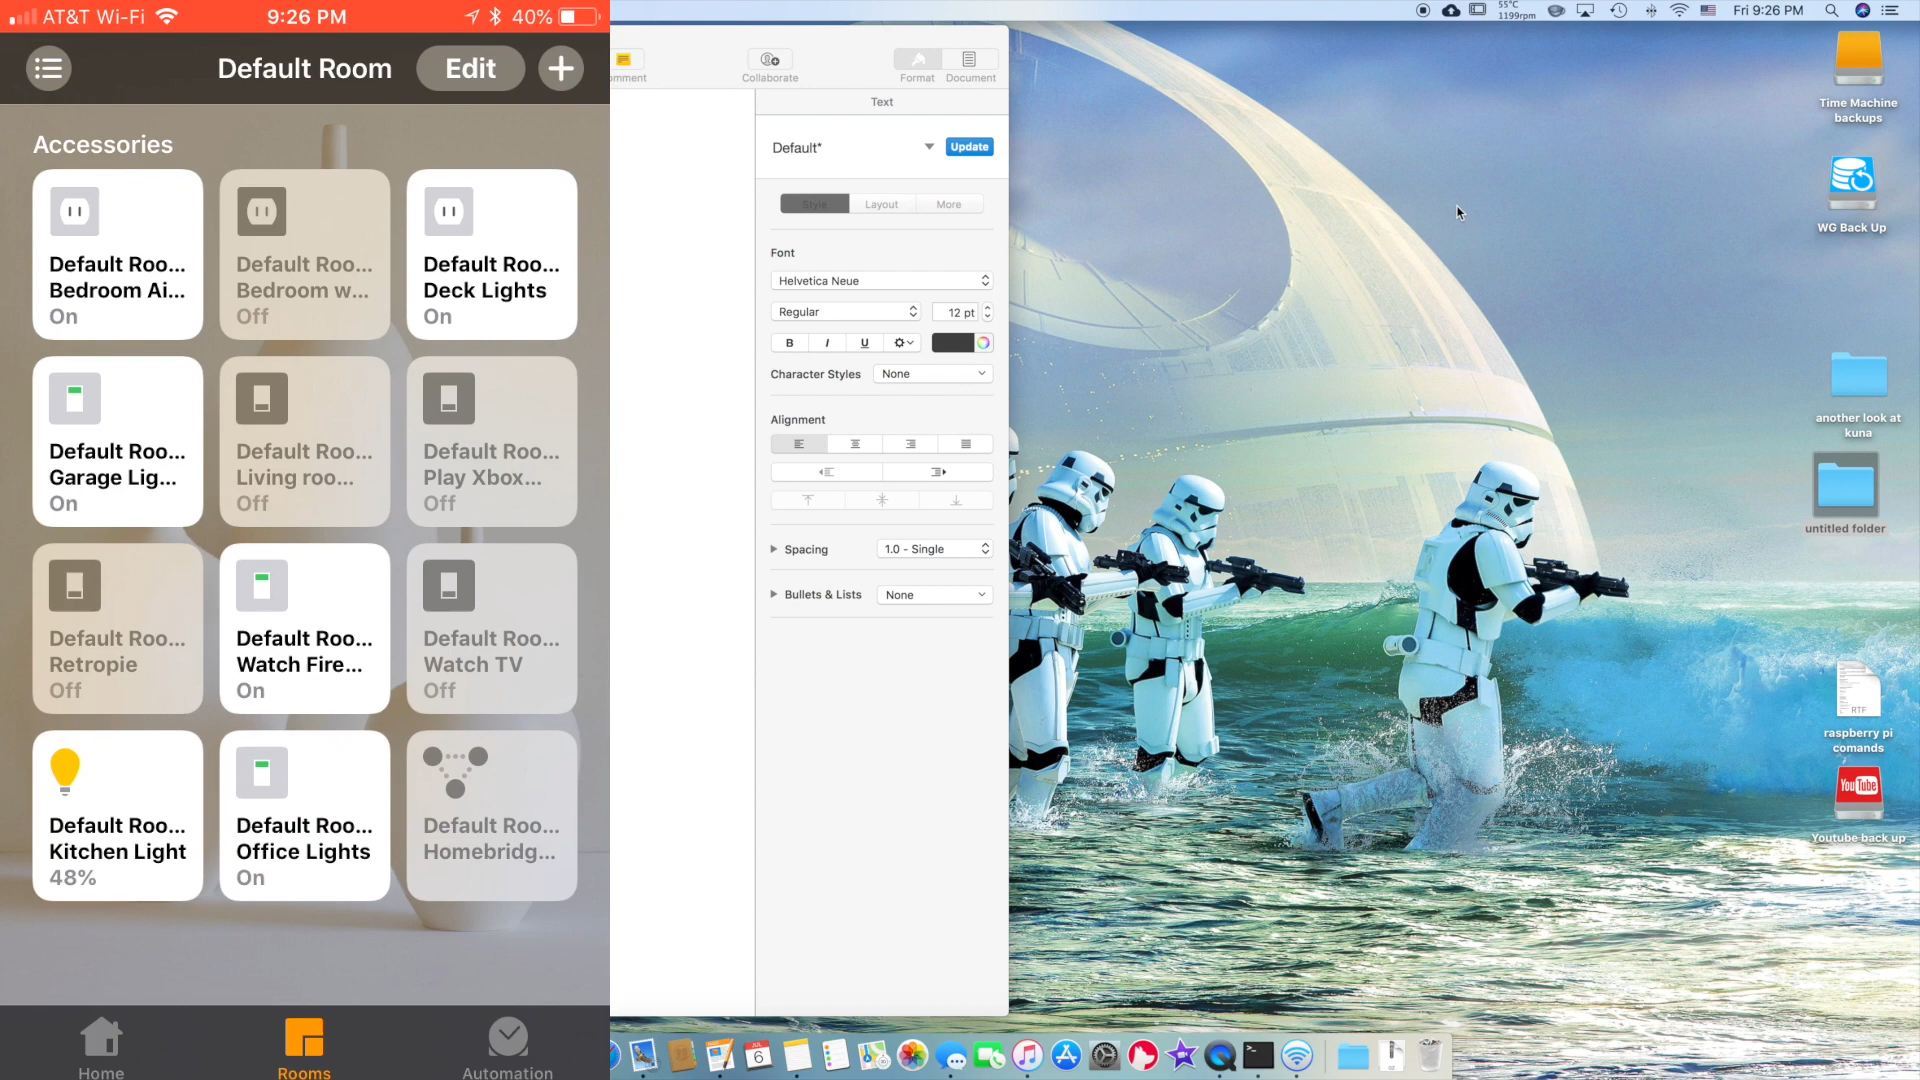 AT&T Wi-Fi
9:26 PM
40%
Default Room
Edit
Accessories
Default Roo...
Bedroom Ai...
On
Default Roo...
Bedroom w...
Off
Default Roo...
Deck Lights
On
Default Roo...
Garage Lig...
On
Default Roo...
Living roo...
Off
Default Roo...
Play Xbox...
Off
Default Roo...
Retropie
Off
Default Roo...
Watch Fire...
On
Default Roo...
Watch TV
Off
Default Roo...
Kitchen Light
48%
Default Roo...
Office Lights
On
Default Roo...
Homebridg...
Home
Rooms
Automation
55°C
1199rpm
Fri 9:26 PM
mment
Collaborate
Format
Document
Text
Default*
Update
Style
Layout
More
Font
Helvetica Neue
Regular
12 pt
B
I
U
Character Styles
None
Alignment
Spacing
1.0 - Single
Bullets & Lists
None
Time Machine
backups
WG Back Up
another look at
kuna
untitled folder
RTF
raspberry pi
comands
YouTube
Youtube back up
JUL
6